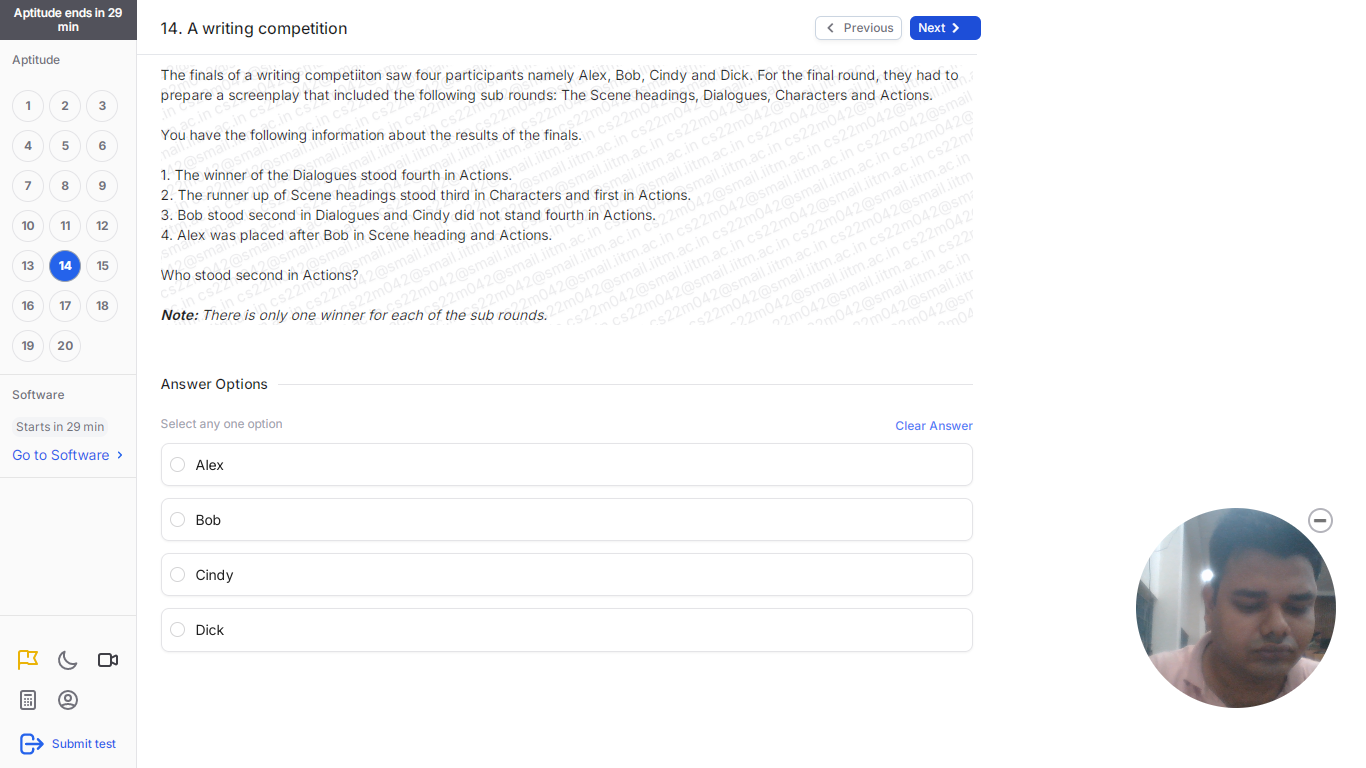 Aptitude ends in 29
min
14. A writing competition
Previous
Next
Aptitude
1 2 3
4 5 6
7 8 9
10 11 12
13 14 15
16 17 18
19 20
Software
Starts in 29 min
Go to Software
Submit test
The finals of a writing competiiton saw four participants namely Alex, Bob, Cindy and Dick. For the final round, they had to
prepare a screenplay that included the following sub rounds: The Scene headings, Dialogues, Characters and Actions.
You have the following information about the results of the finals.
1. The winner of the Dialogues stood fourth in Actions.
2. The runner up of Scene headings stood third in Characters and first in Actions.
3. Bob stood second in Dialogues and Cindy did not stand fourth in Actions.
4. Alex was placed after Bob in Scene heading and Actions.
Who stood second in Actions?
Note: There is only one winner for each of the sub rounds.
Answer Options
Select any one option
Clear Answer
Alex
Bob
Cindy
Dick